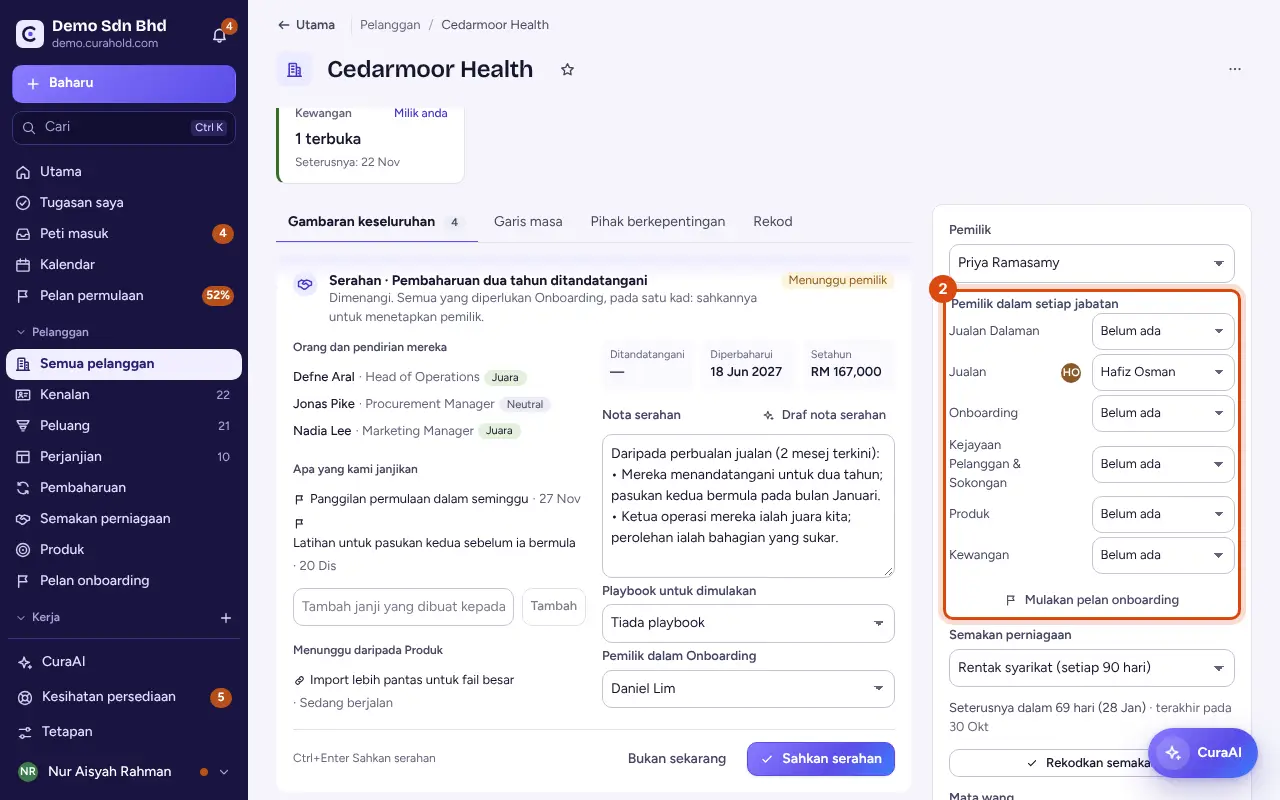 Demo Sdn Bhd
demo.curahold.com
4
Baharu
Cari
Ctrl K
Utama
Tugasan saya
Peti masuk
4
Kalendar
Pelan permulaan
52%
Pelanggan
Semua pelanggan
Kenalan
22
Peluang
21
Perjanjian
10
Pembaharuan
Semakan perniagaan
Produk
Pelan onboarding
Kerja
CuraAI
Kesihatan persediaan
5
Tetapan
NR
Nur Aisyah Rahman
Utama
Pelanggan / Cedarmoor Health
Cedarmoor Health
Kewangan
Milik anda
1 terbuka
Seterusnya: 22 Nov
Gambaran keseluruhan 4
Garis masa
Pihak berkepentingan
Rekod
Serahan · Pembaharuan dua tahun ditandatangani
Menunggu pemilik
Dimenangi. Semua yang diperlukan Onboarding, pada satu kad: sahkannya
untuk menetapkan pemilik.
Orang dan pendirian mereka
Defne Aral · Head of Operations Juara
Jonas Pike · Procurement Manager Neutral
Nadia Lee · Marketing Manager Juara
Apa yang kami janjikan
Panggilan permulaan dalam seminggu · 27 Nov
Latihan untuk pasukan kedua sebelum ia bermula
· 20 Dis
Tambah janji yang dibuat kepada
Tambah
Menunggu daripada Produk
Import lebih pantas untuk fail besar
· Sedang berjalan
Ditandatangani
—
Diperbaharui
18 Jun 2027
Setahun
RM 167,000
Nota serahan
Draf nota serahan
Daripada perbualan jualan (2 mesej terkini):
• Mereka menandatangani untuk dua tahun;
pasukan kedua bermula pada bulan Januari.
• Ketua operasi mereka ialah juara kita;
perolehan ialah bahagian yang sukar.
Playbook untuk dimulakan
Tiada playbook
Pemilik dalam Onboarding
Daniel Lim
Ctrl+Enter Sahkan serahan
Bukan sekarang
Sahkan serahan
Pemilik
Priya Ramasamy
2
Pemilik dalam setiap jabatan
Jualan Dalaman
Belum ada
Jualan
HO
Hafiz Osman
Onboarding
Belum ada
Kejayaan
Pelanggan &
Sokongan
Belum ada
Produk
Belum ada
Kewangan
Belum ada
Mulakan pelan onboarding
Semakan perniagaan
Rentak syarikat (setiap 90 hari)
Seterusnya dalam 69 hari (28 Jan) · terakhir pada
30 Okt
Rekodkan semaka
CuraAI
Mata wang